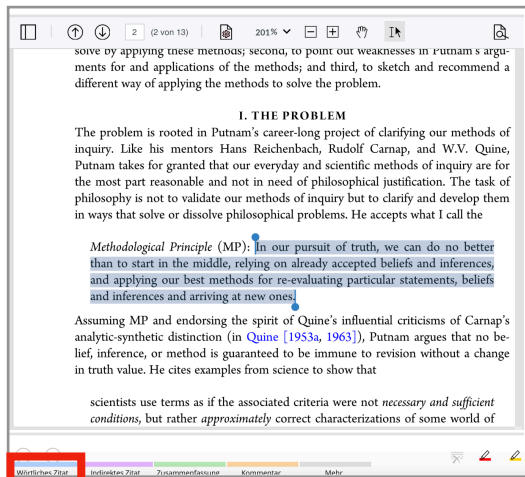 2 (2 von 13) 201%
solve by applying these methods; second, to point out weaknesses in Putnam's argu-
ments for and applications of the methods; and third, to sketch and recommend a
different way of applying the methods to solve the problem.
I. THE PROBLEM
The problem is rooted in Putnam's career-long project of clarifying our methods of
inquiry. Like his mentors Hans Reichenbach, Rudolf Carnap, and W.V. Quine,
Putnam takes for granted that our everyday and scientific methods of inquiry are for
the most part reasonable and not in need of philosophical justification. The task of
philosophy is not to validate our methods of inquiry but to clarify and develop them
in ways that solve or dissolve philosophical problems. He accepts what I call the
Methodological Principle (MP): In our pursuit of truth, we can do no better
than to start in the middle, relying on already accepted beliefs and inferences,
and applying our best methods for re-evaluating particular statements, beliefs
and inferences and arriving at new ones.
Assuming MP and endorsing the spirit of Quine's influential criticisms of Carnap's
analytic-synthetic distinction (in Quine [1953a, 1963]), Putnam argues that no be-
lief, inference, or method is guaranteed to be immune to revision without a change
in truth value. He cites examples from science to show that
scientists use terms as if the associated criteria were not necessary and sufficient
conditions, but rather approximately correct characterizations of some world of
Wörtliches Zitat Indirektes Zitat Zusammenfassung Kommentar Mehr